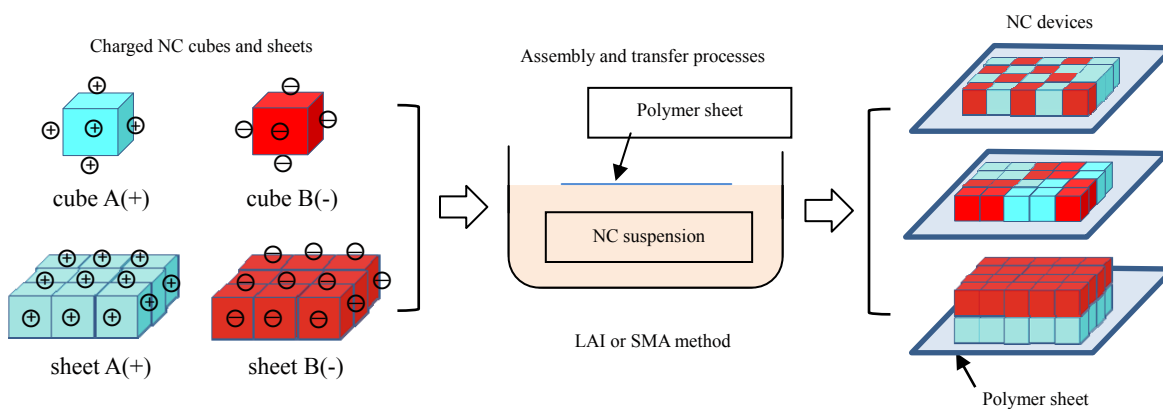 Charged NC cubes and sheets
cube A(+)
cube B(-)
sheet A(+)
sheet B(-)
Assembly and transfer processes
Polymer sheet
NC suspension
LAI or SMA method
NC devices
Polymer sheet